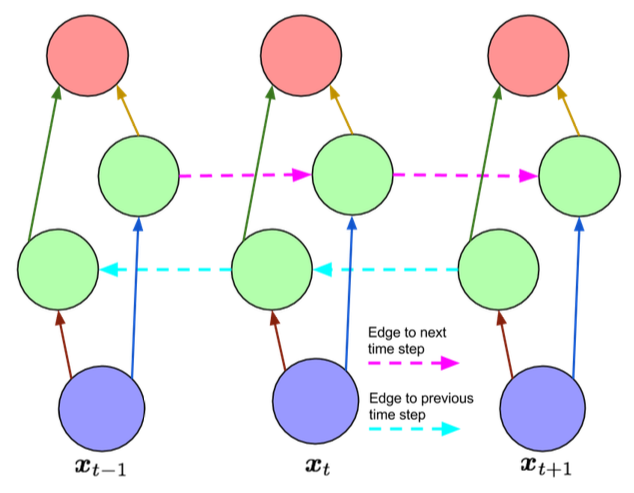 Edge to next
time step
Edge to previous
time step
x_{t-1}
x_t
x_{t+1}